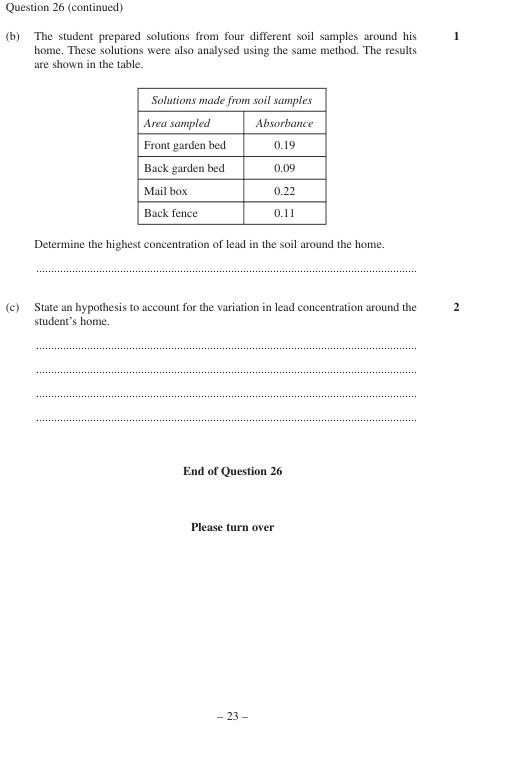 Question 26 (continued)
(b) The student prepared solutions from four different soil samples around his 1
home. These solutions were also analysed using the same method. The results
are shown in the table.
Solutions made from soil samples
Area sampled Absorbance
Front garden bed 0.19
Back garden bed 0.09
Mail box 0.22
Back fence 0.11
Determine the highest concentration of lead in the soil around the home.
(c) State an hypothesis to account for the variation in lead concentration around the 2
student's home.
End of Question 26
Please turn over
– 23 –